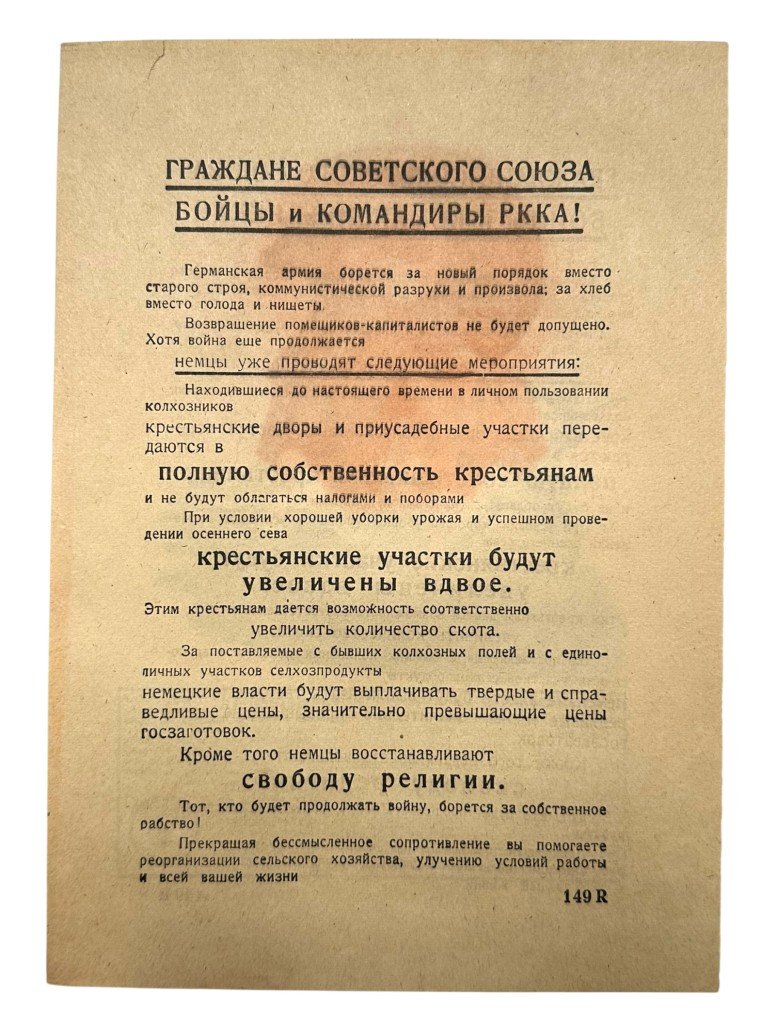 ГРАЖДАНЕ СОВЕТСКОГО СОЮЗА
БОЙЦЫ и КОМАНДИРЫ РККА!
Германская армия борется за новый порядок вместо
старого строя, коммунистической разрухи и произвола; за хлеб
вместо голода и нищеты.
Возвращение помещиков-капиталистов не будет допущено.
Хотя война еше продолжается
немцы уже проводят следующие мероприятия:
Находившиеся до настоящего времени в личном пользовании
колхозников
крестьянские дворы и приусадебные участки пере-
даются в
полную собственность крестьянам
и не будут облагаться налогами и поборами
При условии хорошей уборки урожая и успешном прове-
дении осеннего сева
крестьянские участки будут
увеличены вдвое.
Этим крестьянам дается возможность соответственно
увеличить количество скота.
За поставляемые с бывших колхозных полей и с едино-
личных участков селхозпродукты
немецкие власти будут выплачивать твердые и спра-
ведливые цены, значительно превышающие цены
госзаготовок.
Кроме того немцы восстанавливают
свободу религии.
Тот, кто будет продолжать войну, борется за собственное
рабство!
Прекращая бессмысленное сопротивление вы помогаете
реорганизации сельского хозяйства, улучению условий работы
и всей вашей жизни
149 R